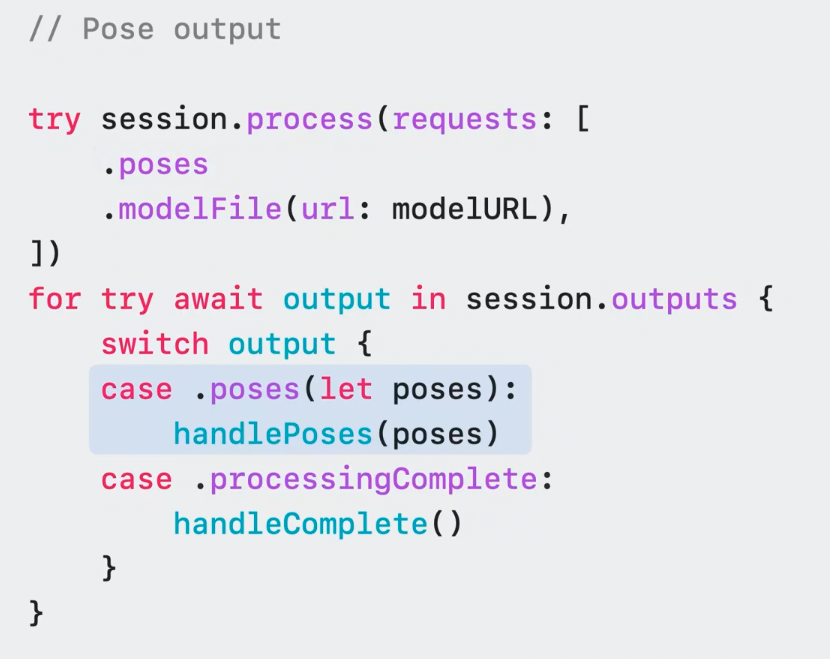 // Pose output
try session.process(requests: [
    .poses
    .modelFile(url: modelURL),
])
for try await output in session.outputs {
    switch output {
    case .poses(let poses):
        handlePoses(poses)
    case .processingComplete:
        handleComplete()
    }
}